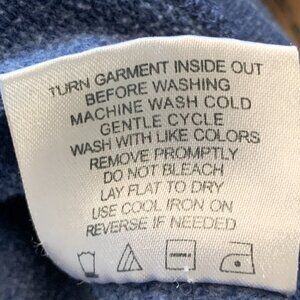 TURN GARMENT INSIDE OUT
BEFORE WASHING
MACHINE WASH COLD
GENTLE CYCLE
WASH WITH LIKE COLORS
REMOVE PROMPTLY
DO NOT BLEACH
LAY FLAT TO DRY
USE COOL IRON ON
REVERSE IF NEEDED